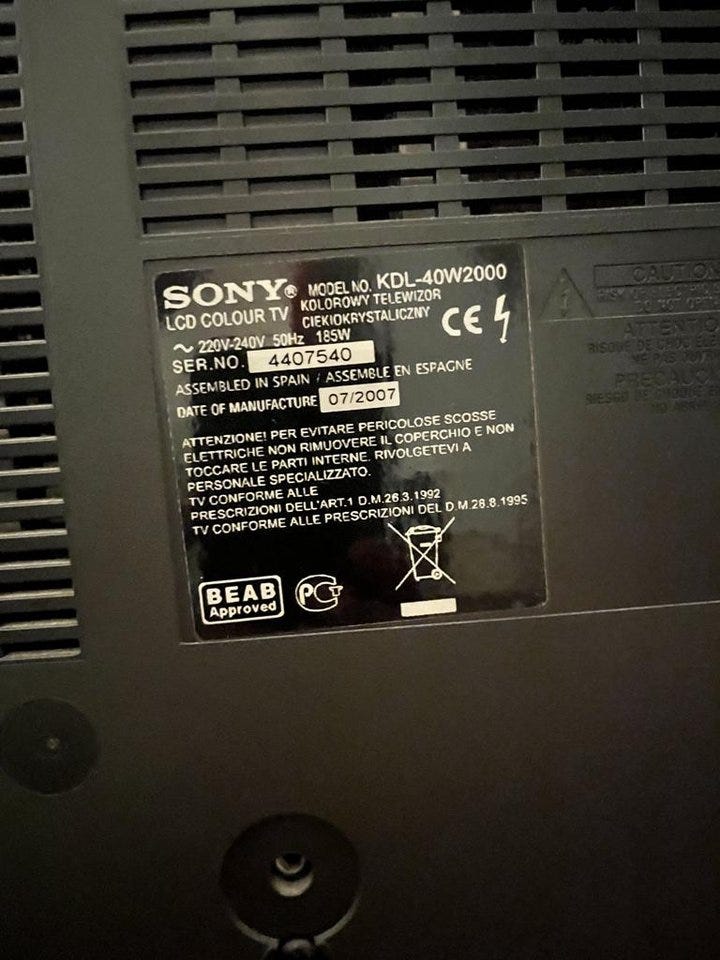 SONY® MODEL NO. KDL-40W2000
LCD COLOUR TV KOLOROWY TELEWIZOR
CIEKłOKRYSTALICZNY CE
~ 220V-240V 50Hz 185W
SER.NO. 4407540
ASSEMBLED IN SPAIN / ASSEMBLE EN ESPAGNE
DATE OF MANUFACTURE 07/2007
ATTENZIONE! PER EVITARE PERICOLOSE SCOSSE
ELETTRICHE NON RIMUOVERE IL COPERCHIO E NON
TOCCARE LE PARTI INTERNE. RIVOLGETEVI A
PERSONALE SPECIALIZZATO.
TV CONFORME ALLE
PRESCRIZIONI DELL'ART.1 D.M.26.3.1992
TV CONFORME ALLE PRESCRIZIONI DEL D.M.28.8.1995
BEAB
Approved
PCT
CAUTION